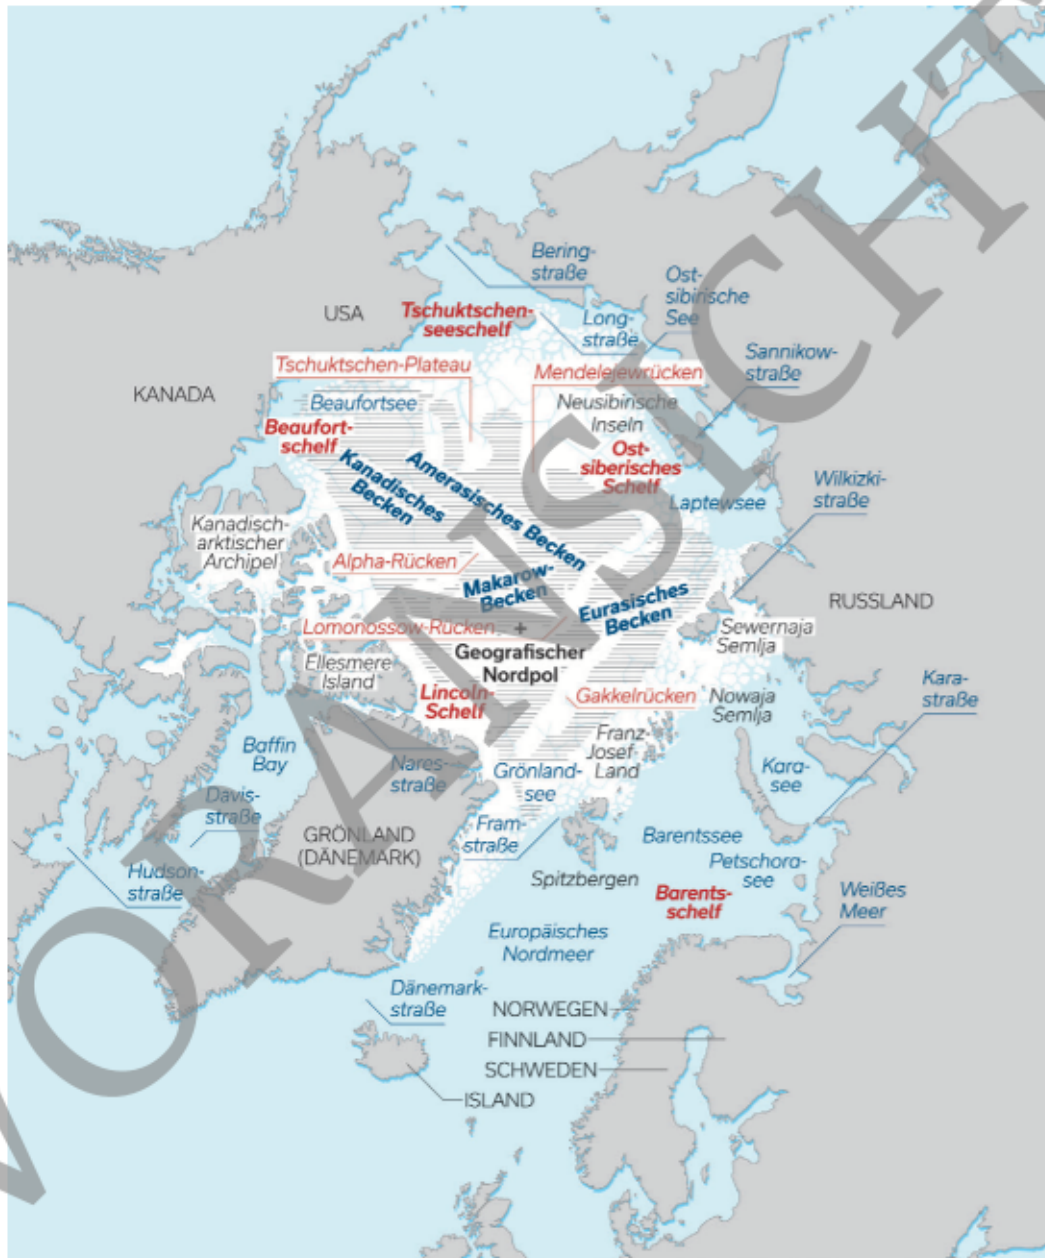 Bering-
straße
Ost-
sibirische
See
USA
Tschuktschen-
seeschelf
Long-
straße
Sannikow-
straße
Tschuktschen-Plateau
Mendelejewrücken
KANADA
Beaufortsee
Neusibirische
Inseln
Beaufort-
schelf
Ost-
siberisches
Schelf
Amerasisches Becken
Kanadisches
Becken
Wilkizki-
straße
Laptewsee
Kanadisch-
arktischer
Archipel
Alpha-Rücken
Makarow-
Becken
Eurasisches
Becken
RUSSLAND
Lomonossow-Rücken
Sewernaja
Semlja
Geografischer
Nordpol
Ellesmere
Island
Lincoln-
Schelf
Gakkelrücken
Nowaja
Semlja
Kara-
straße
Franz-
Josef-
Land
Baffin
Bay
Nares-
straße
Grönland-
see
Kara-
see
Davis-
straße
GRÖNLAND
(DÄNEMARK)
Fram-
straße
Barentssee
Hudson-
straße
Spitzbergen
Petschora-
see
Barents-
schelf
Weißes
Meer
Europäisches
Nordmeer
Dänemark-
straße
NORWEGEN
FINNLAND
SCHWEDEN
ISLAND
VORANSICHT